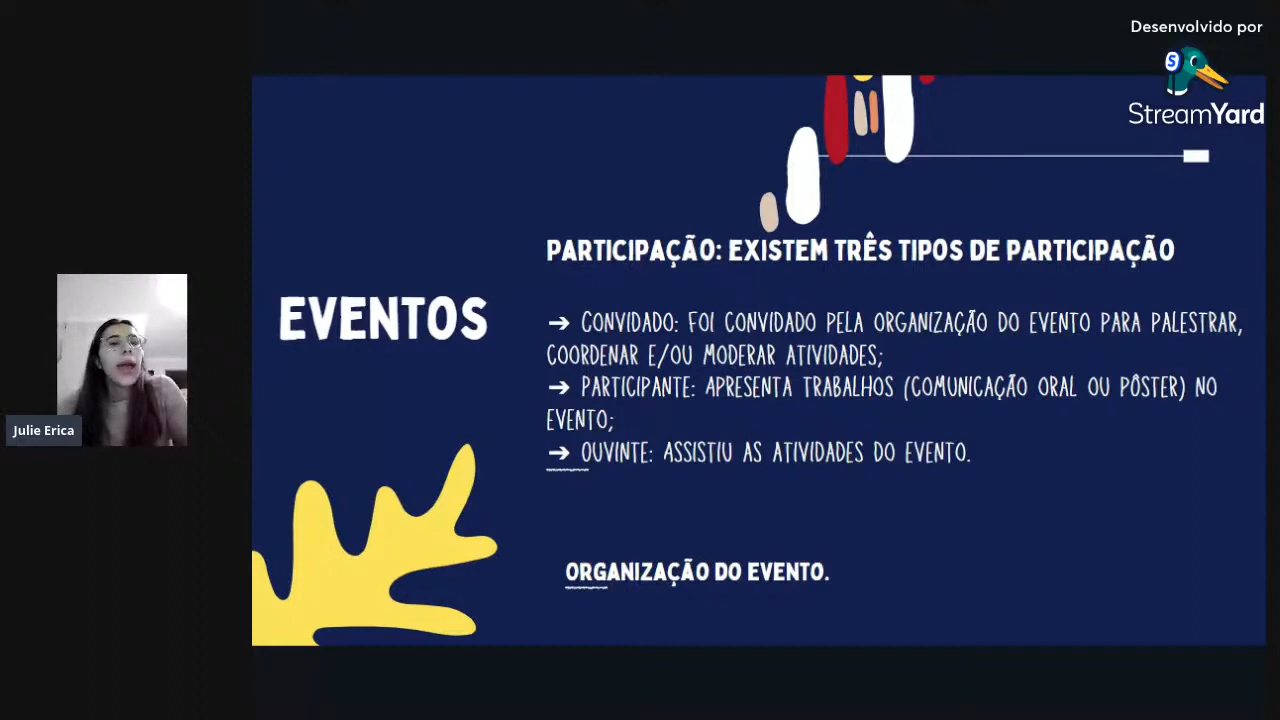 Desenvolvido por
StreamYard
PARTICIPAÇÃO: EXISTEM TRÊS TIPOS DE PARTICIPAÇÃO
EVENTOS
➔ CONVIDADO: FOI CONVIDADO PELA ORGANIZAÇÃO DO EVENTO PARA PALESTRAR,
COORDENAR E/OU MODERAR ATIVIDADES;
➔ PARTICIPANTE: APRESENTA TRABALHOS (COMUNICAÇÃO ORAL OU PÔSTER) NO
EVENTO;
➔ OUVINTE: ASSISTIU AS ATIVIDADES DO EVENTO.
Julie Erica
ORGANIZAÇÃO DO EVENTO.